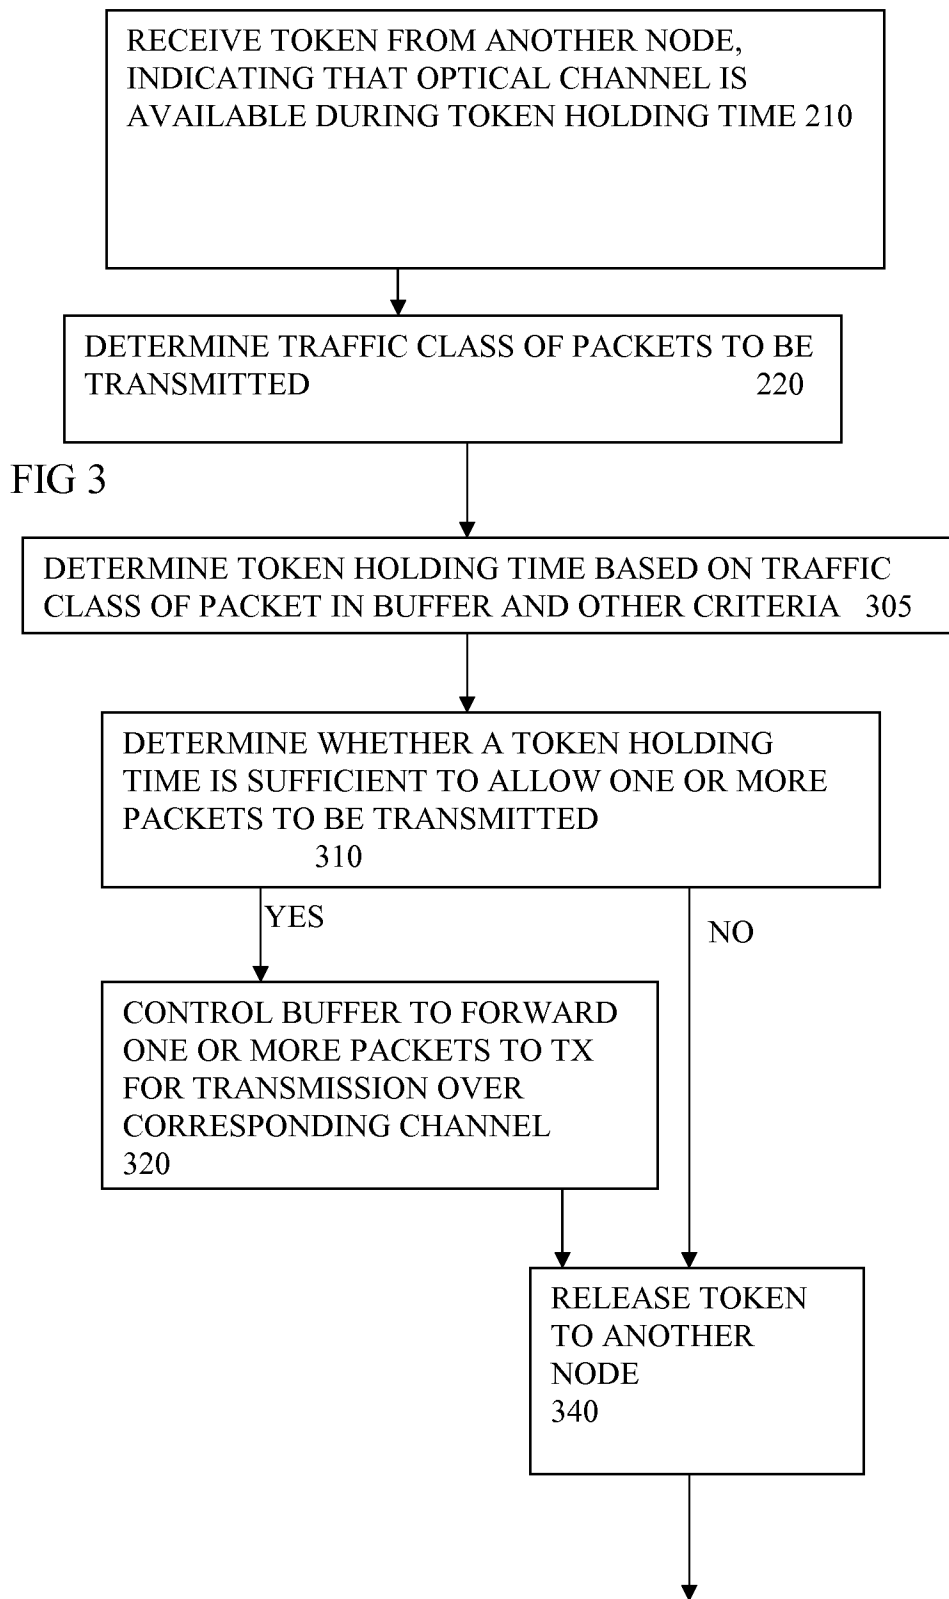 RECEIVE TOKEN FROM ANOTHER NODE,
INDICATING THAT OPTICAL CHANNEL IS
AVAILABLE DURING TOKEN HOLDING TIME 210
DETERMINE TRAFFIC CLASS OF PACKETS TO BE
TRANSMITTED 220
FIG 3
DETERMINE TOKEN HOLDING TIME BASED ON TRAFFIC
CLASS OF PACKET IN BUFFER AND OTHER CRITERIA 305
DETERMINE WHETHER A TOKEN HOLDING
TIME IS SUFFICIENT TO ALLOW ONE OR MORE
PACKETS TO BE TRANSMITTED
310
YES
NO
CONTROL BUFFER TO FORWARD
ONE OR MORE PACKETS TO TX
FOR TRANSMISSION OVER
CORRESPONDING CHANNEL
320
RELEASE TOKEN
TO ANOTHER
NODE
340